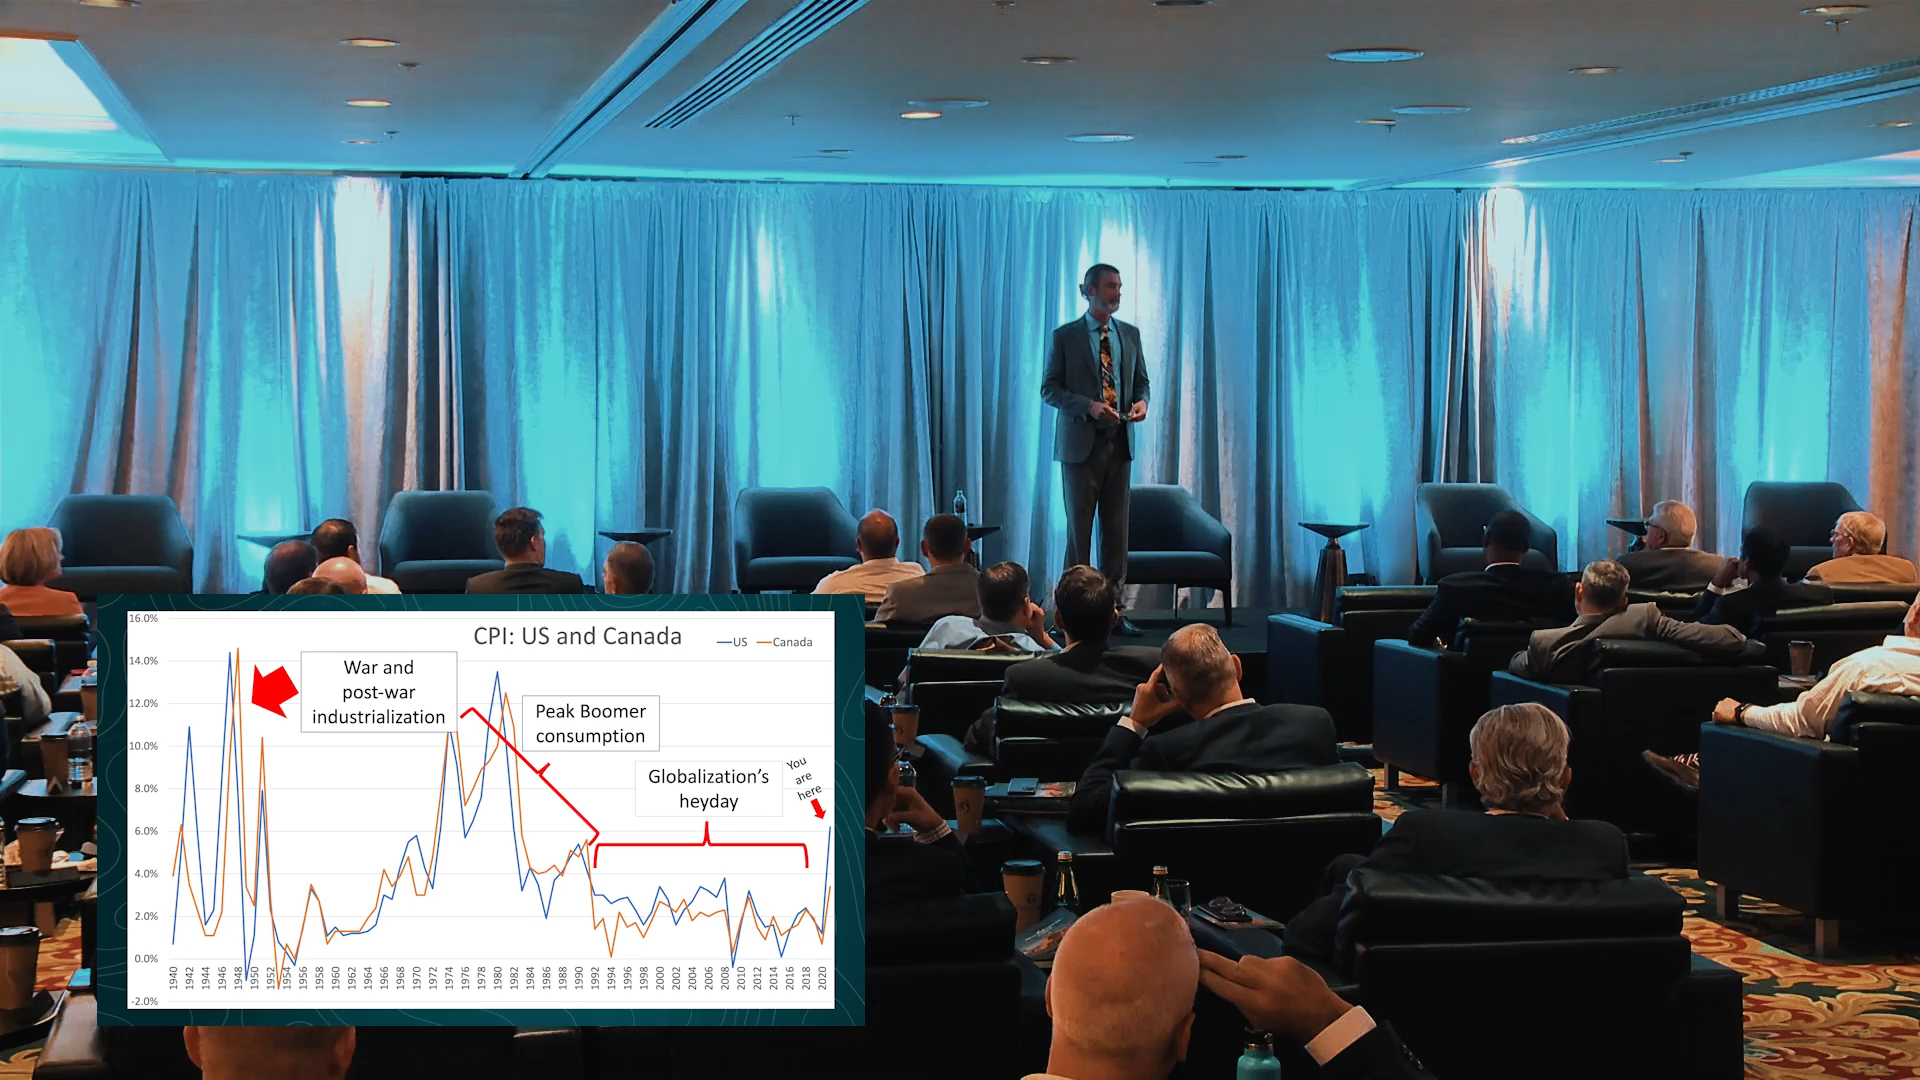 CPI: US and Canada
US
Canada
16.0%
14.0%
12.0%
10.0%
8.0%
6.0%
4.0%
2.0%
0.0%
-2.0%
War and
post-war
industrialization
Peak Boomer
consumption
Globalization's
heyday
You
are
here
1940 1942 1944 1946 1948 1950 1952 1954 1956 1958 1960 1962 1964 1966 1968 1970 1972 1974 1976 1978 1980 1982 1984 1986 1988 1990 1992 1994 1996 1998 2000 2002 2004 2006 2008 2010 2012 2014 2016 2018 2020